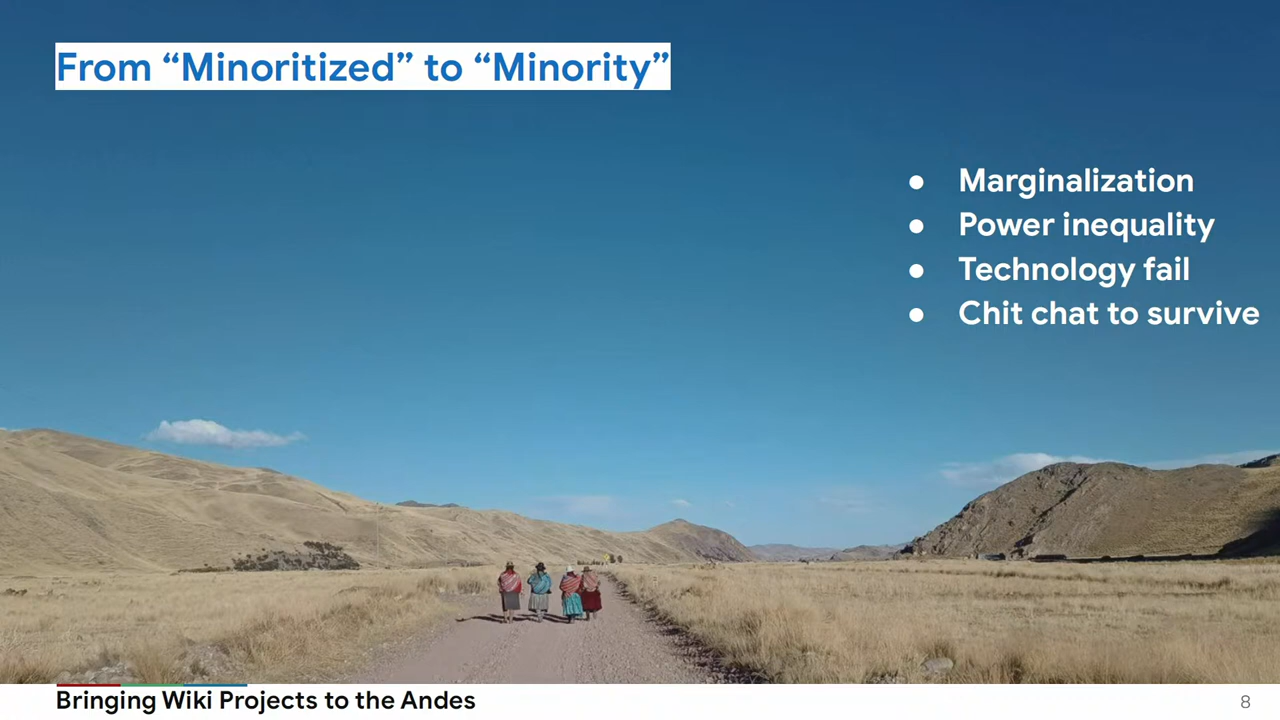 From “Minoritized” to “Minority”
● Marginalization
● Power inequality
● Technology fail
● Chit chat to survive
Bringing Wiki Projects to the Andes
8